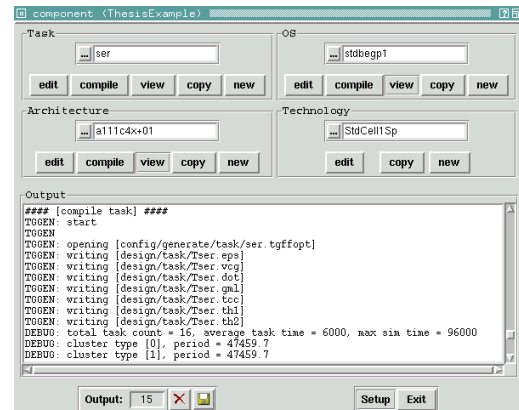 component (ThesisExample)
Task
OS
... ser
... stdbegp1
edit compile view copy new
edit compile view copy new
Architecture
Technology
... a111c4x+01
... StdCell1Sp
edit compile view copy new
edit copy new
Output
#### [compile task] ####
TGGEN: start
TGGEN
TGGEN: opening [config/generate/task/ser.tgffopt]
TGGEN: writing [design/task/Tser.eps]
TGGEN: writing [design/task/Tser.vcg]
TGGEN: writing [design/task/Tser.dot]
TGGEN: writing [design/task/Tser.gml]
TGGEN: writing [design/task/Tser.tcc]
TGGEN: writing [design/task/Tser.th1]
TGGEN: writing [design/task/Tser.th2]
DEBUG: total task count = 16, average task time = 6000, max sim time = 96000
DEBUG: cluster type [0], period = 47459.7
DEBUG: cluster type [1], period = 47459.7
Output: 15
Setup Exit